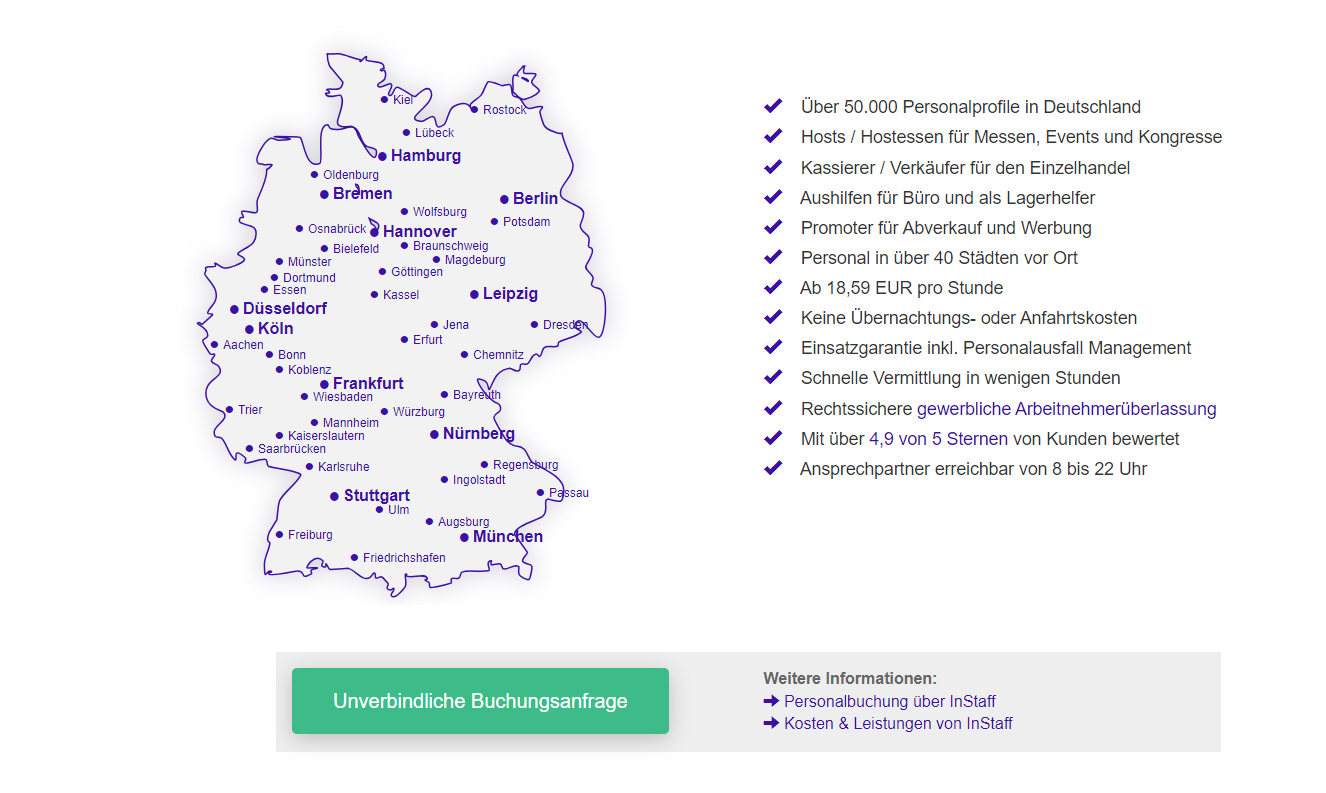 Kiel
Rostock
Lübeck
Hamburg
Oldenburg
Bremen
Berlin
Wolfsburg
Potsdam
Osnabrück
Hannover
Braunschweig
Bielefeld
Magdeburg
Münster
Göttingen
Dortmund
Essen
Kassel
Leipzig
Düsseldorf
Köln
Jena
Dresden
Erfurt
Aachen
Bonn
Chemnitz
Koblenz
Frankfurt
Wiesbaden
Bayreuth
Trier
Würzburg
Mannheim
Kaiserslautern
Nürnberg
Saarbrücken
Karlsruhe
Regensburg
Ingolstadt
Stuttgart
Passau
Ulm
Augsburg
Freiburg
München
Friedrichshafen
Über 50.000 Personalprofile in Deutschland
Hosts / Hostessen für Messen, Events und Kongresse
Kassierer / Verkäufer für den Einzelhandel
Aushilfen für Büro und als Lagerhelfer
Promoter für Abverkauf und Werbung
Personal in über 40 Städten vor Ort
Ab 18,59 EUR pro Stunde
Keine Übernachtungs- oder Anfahrtskosten
Einsatzgarantie inkl. Personalausfall Management
Schnelle Vermittlung in wenigen Stunden
Rechtssichere gewerbliche Arbeitnehmerüberlassung
Mit über 4,9 von 5 Sternen von Kunden bewertet
Ansprechpartner erreichbar von 8 bis 22 Uhr
Unverbindliche Buchungsanfrage
Weitere Informationen:
Personalbuchung über InStaff
Kosten & Leistungen von InStaff